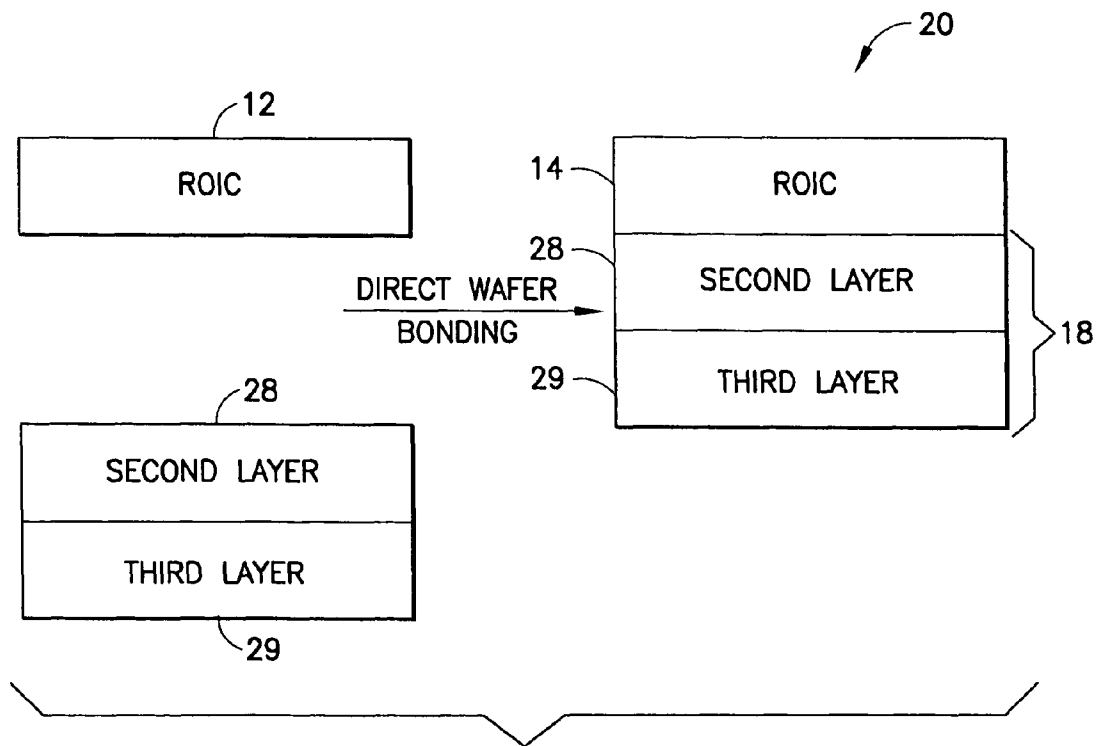 20
12
ROIC
14
ROIC
28
SECOND LAYER
DIRECT WAFER
BONDING
18
29
THIRD LAYER
28
SECOND LAYER
THIRD LAYER
29